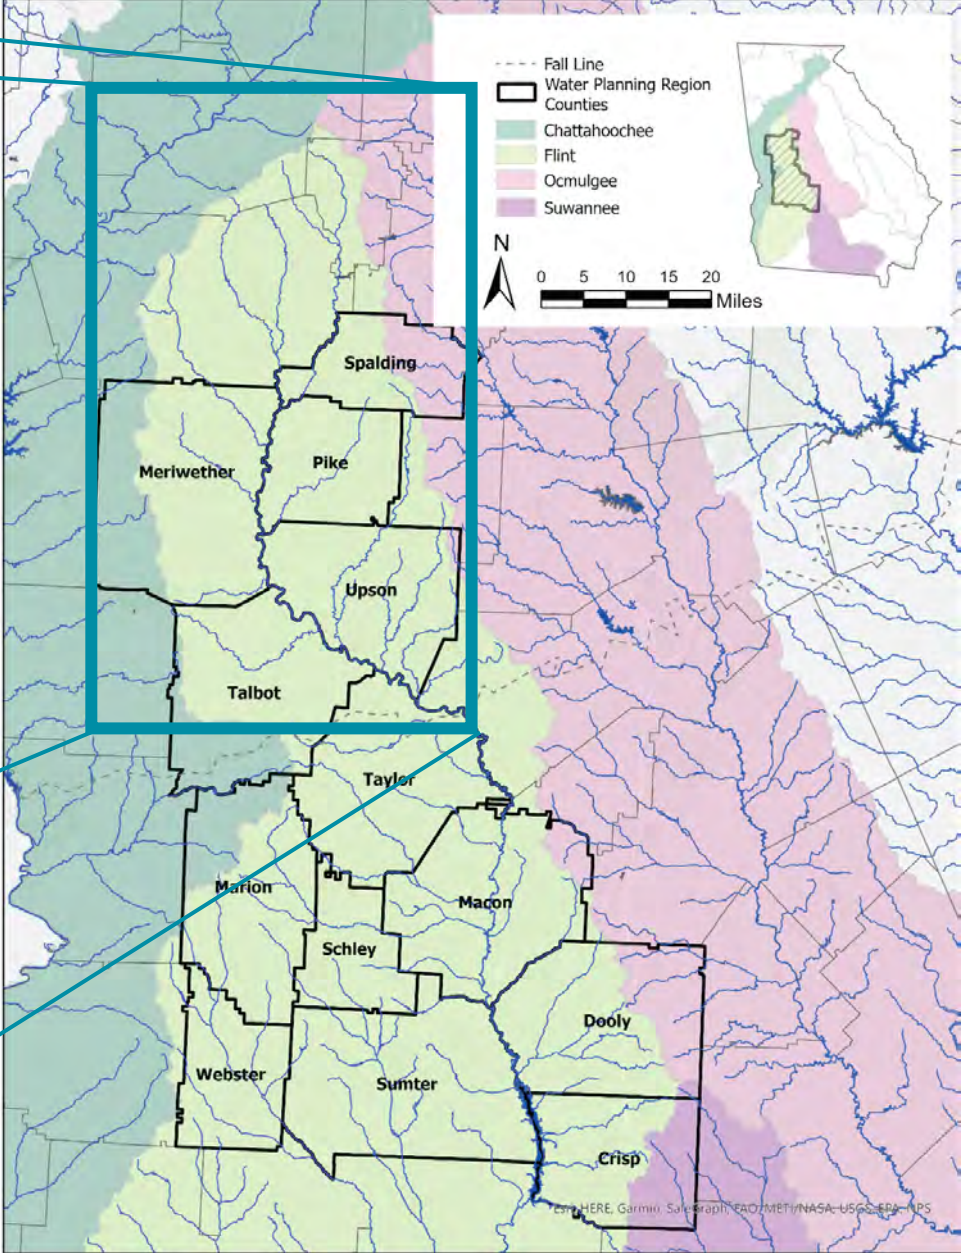 Fall Line
Water Planning Region
Counties
Chattahoochee
Flint
Ocmulgee
Suwannee
N
0 5 10 15 20
Miles
Spalding
Meriwether
Pike
Upson
Talbot
Taylor
Marion
Macon
Schley
Dooly
Webster
Sumter
Crisp
Esri, HERE, Garmin, SafeGraph, FAO, METI/NASA, USGS, EPA, NPS